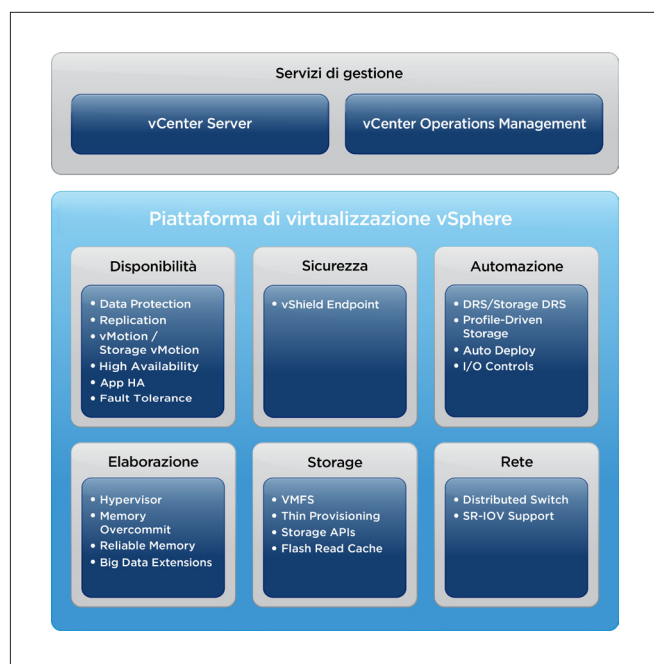 Servizi di gestione
vCenter Server
vCenter Operations Management
Piattaforma di virtualizzazione vSphere
Disponibilità
• Data Protection
• Replication
• vMotion /
Storage vMotion
• High Availability
• App HA
• Fault Tolerance
Sicurezza
• vShield Endpoint
Automazione
• DRS/Storage DRS
• Profile-Driven
Storage
• Auto Deploy
• I/O Controls
Elaborazione
• Hypervisor
• Memory
Overcommit
• Reliable Memory
• Big Data Extensions
Storage
• VMFS
• Thin Provisioning
• Storage APIs
• Flash Read Cache
Rete
• Distributed Switch
• SR-IOV Support